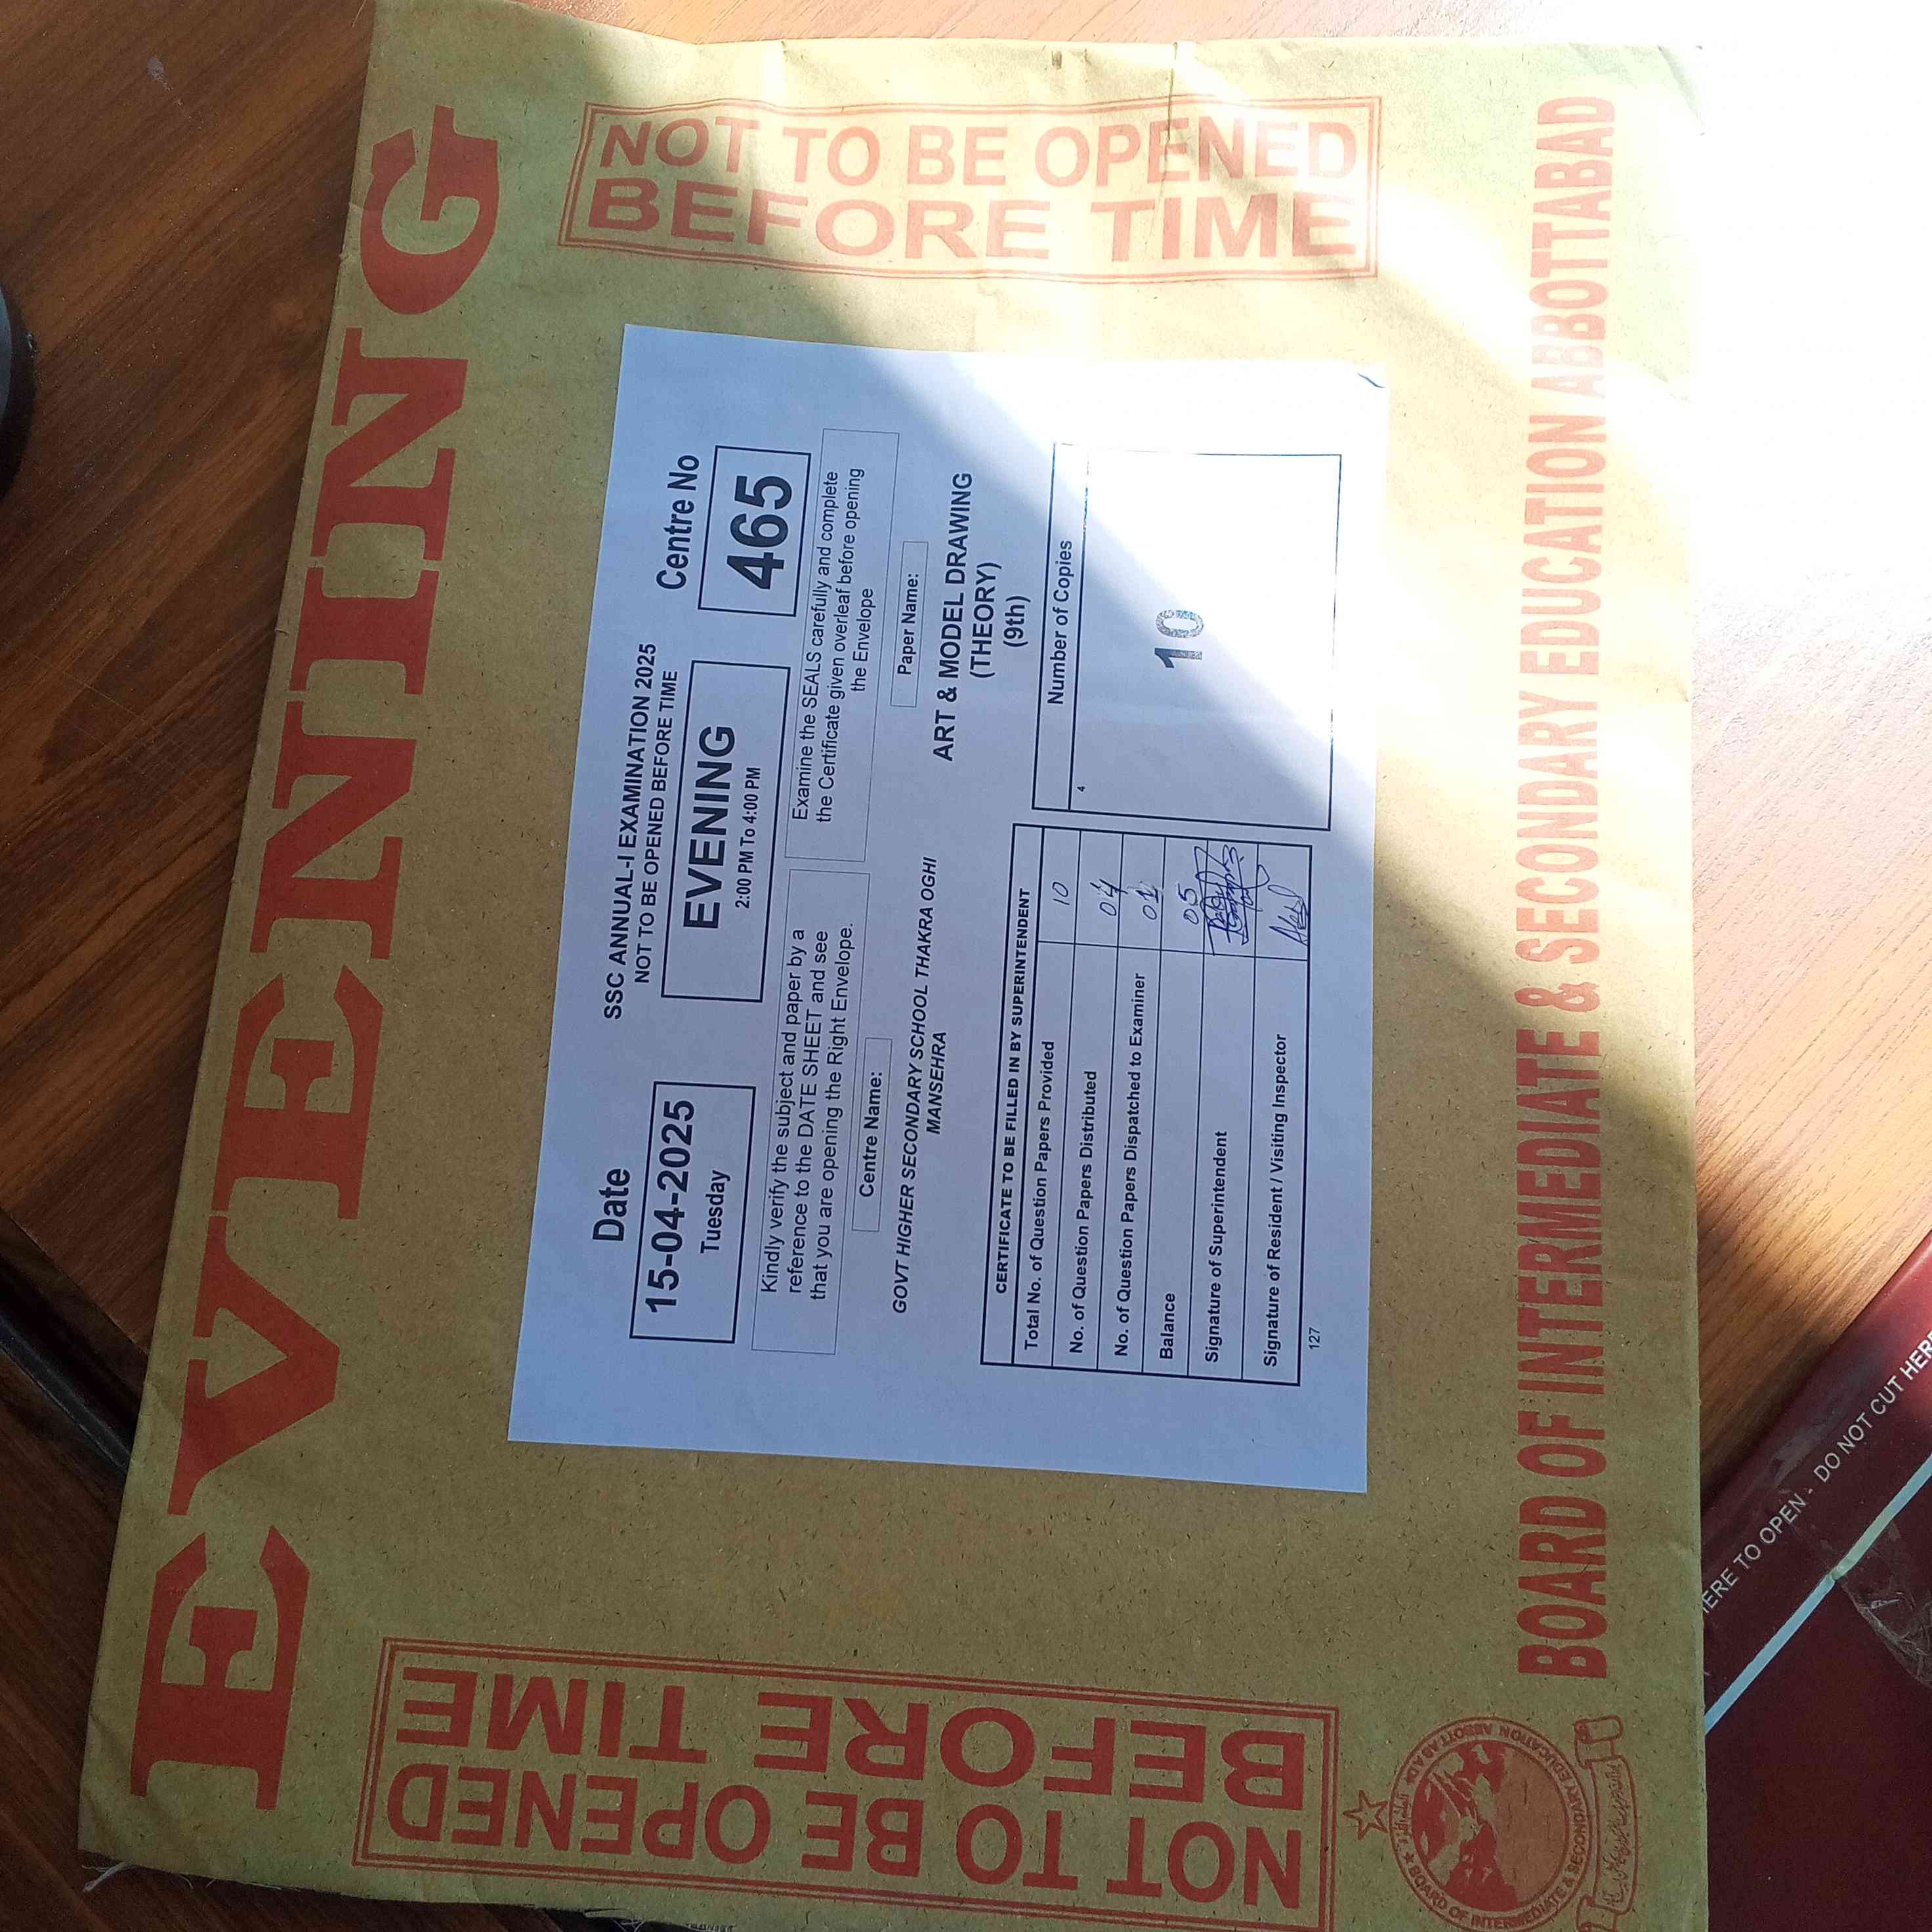 EVENING
NOT TO BE OPENED
BEFORE TIME
NOT TO BE OPENED
BEFORE TIME
Date
15-04-2025
Tuesday
SSC ANNUAL-I EXAMINATION 2025
NOT TO BE OPENED BEFORE TIME
EVENING
2:00 PM To 4:00 PM
Centre No
465
Kindly verify the subject and paper by a
reference to the DATE SHEET and see
that you are opening the Right Envelope.
Examine the SEALS carefully and complete
the Certificate given overleaf before opening
the Envelope
Centre Name:
GOVT HIGHER SECONDARY SCHOOL THAKRA OGHI
MANSEHRA
Paper Name:
ART & MODEL DRAWING
(THEORY)
(9th)
CERTIFICATE TO BE FILLED IN BY SUPERINTENDENT
Total No. of Question Papers Provided 10
No. of Question Papers Distributed 04
No. of Question Papers Dispatched to Examiner 01
Balance 05
Signature of Superintendent
Signature of Resident / Visiting Inspector
127
Number of Copies
4
10
BOARD OF INTERMEDIATE & SECONDARY EDUCATION ABBOTTABAD
BOARD OF INTERMEDIATE & SECONDARY EDUCATION ABBOTTABAD
HERE TO OPEN - DO NOT CUT HERE